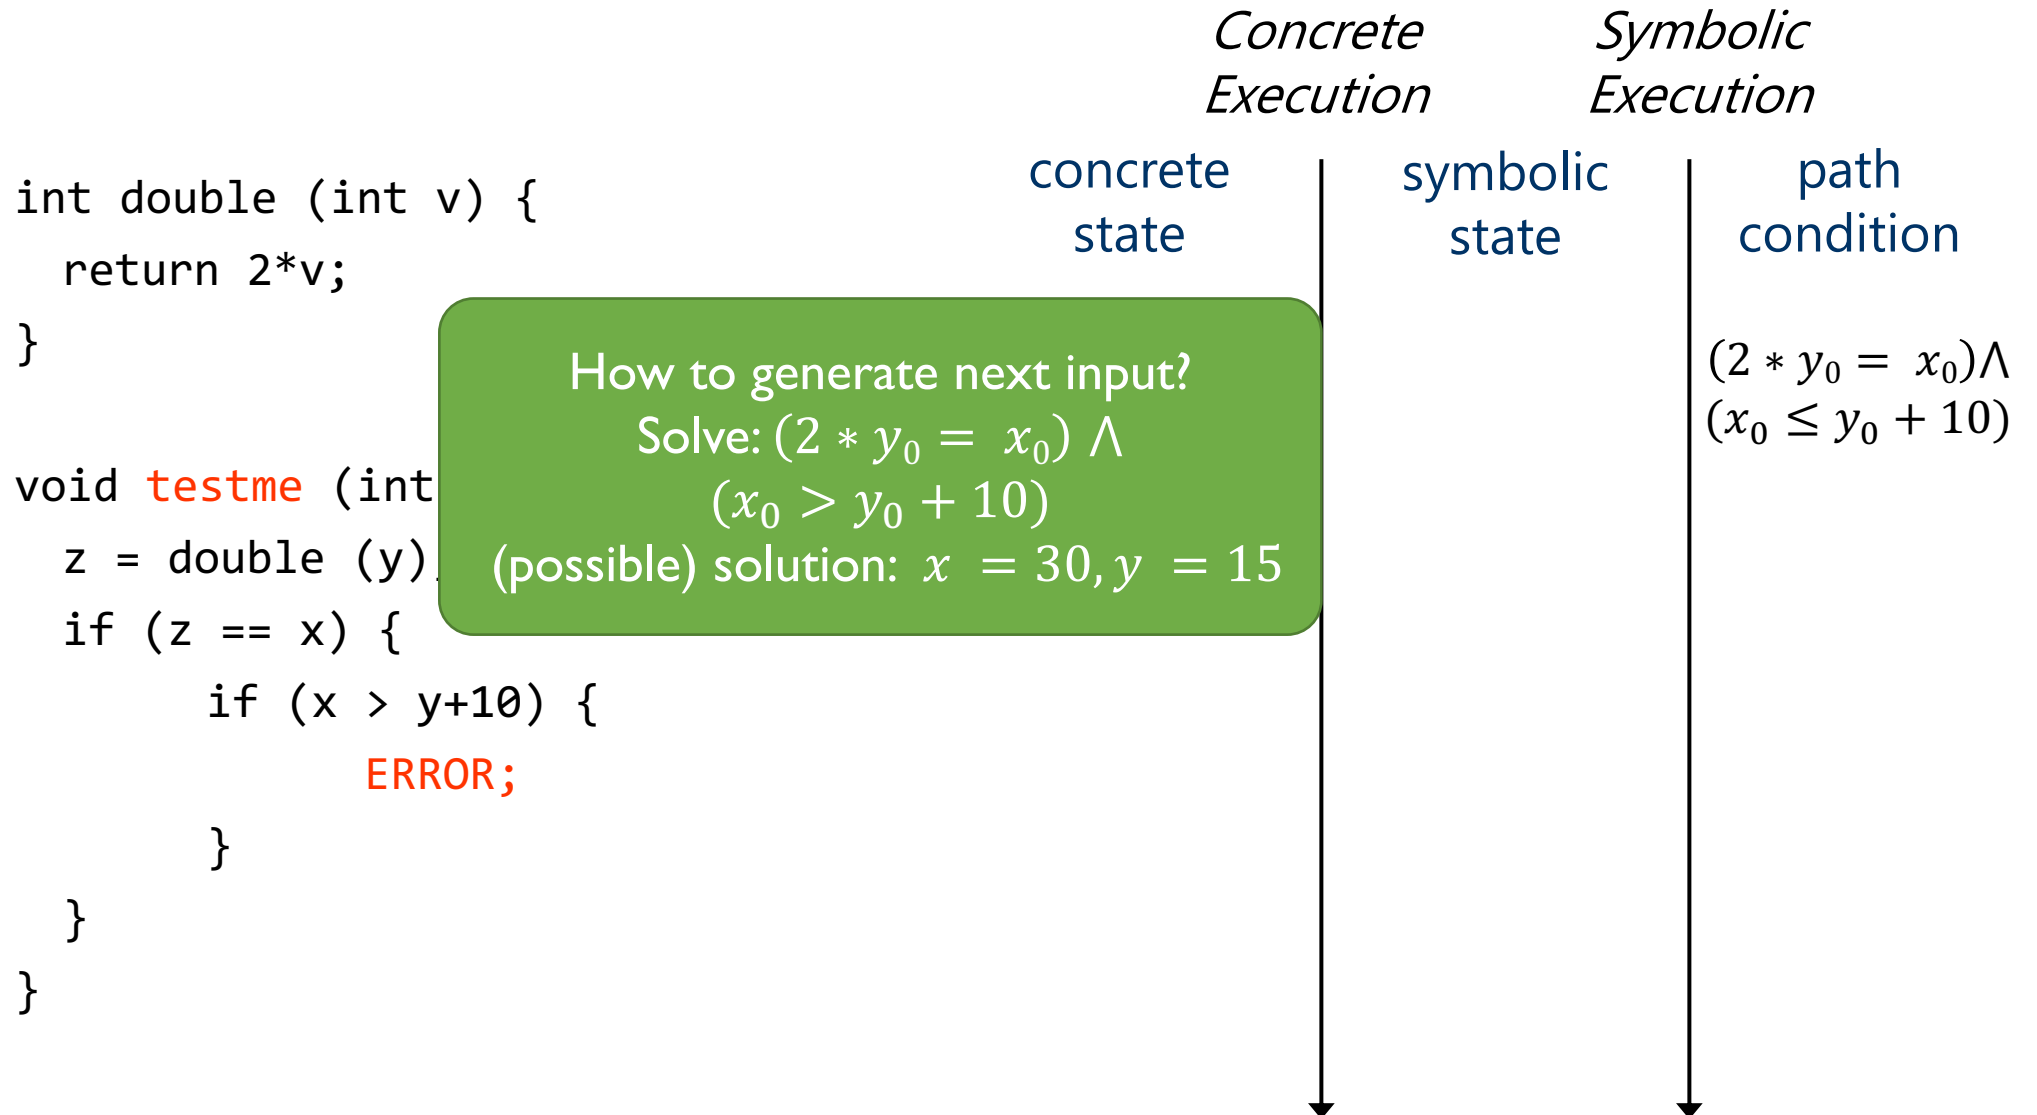 Concrete Execution
Symbolic Execution
concrete state
symbolic state
path condition
int double (int v) {
return 2*v;
}
void testme (int
z = double (y)
if (z == x) {
if (x > y+10) {
ERROR;
}
}
}
How to generate next input?
Solve: (2 ∗ y₀ = x₀) ⋀
(x₀ > y₀ + 10)
(possible) solution: x = 30, y = 15
(2 ∗ y₀ = x₀)⋀
(x₀ ≤ y₀ + 10)